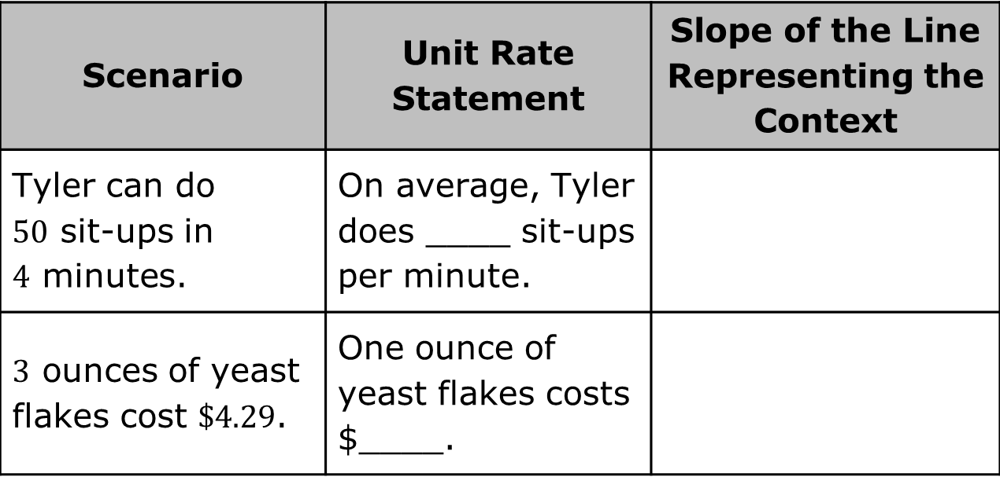 Scenario
Unit Rate
Statement
Slope of the Line
Representing the
Context
Tyler can do
50 sit-ups in
4 minutes.
On average, Tyler
does ____ sit-ups
per minute.
3 ounces of yeast
flakes cost $4.29.
One ounce of
yeast flakes costs
$____.